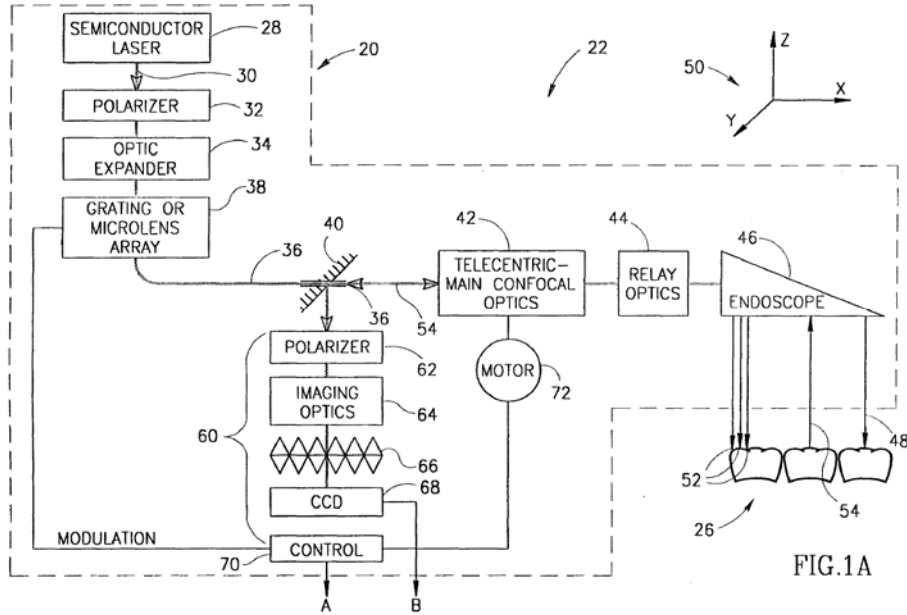 SEMICONDUCTOR
LASER
28
20
22
50
Z
X
Y
30
POLARIZER
32
OPTIC
EXPANDER
34
GRATING OR
MICROLENS
ARRAY
38
36
40
36
54
42
TELECENTRIC-
MAIN CONFOCAL
OPTICS
44
RELAY
OPTICS
46
ENDOSCOPE
POLARIZER
62
MOTOR
72
IMAGING
OPTICS
64
60
66
CCD
68
48
52
54
26
MODULATION
CONTROL
70
A
B
FIG.1A